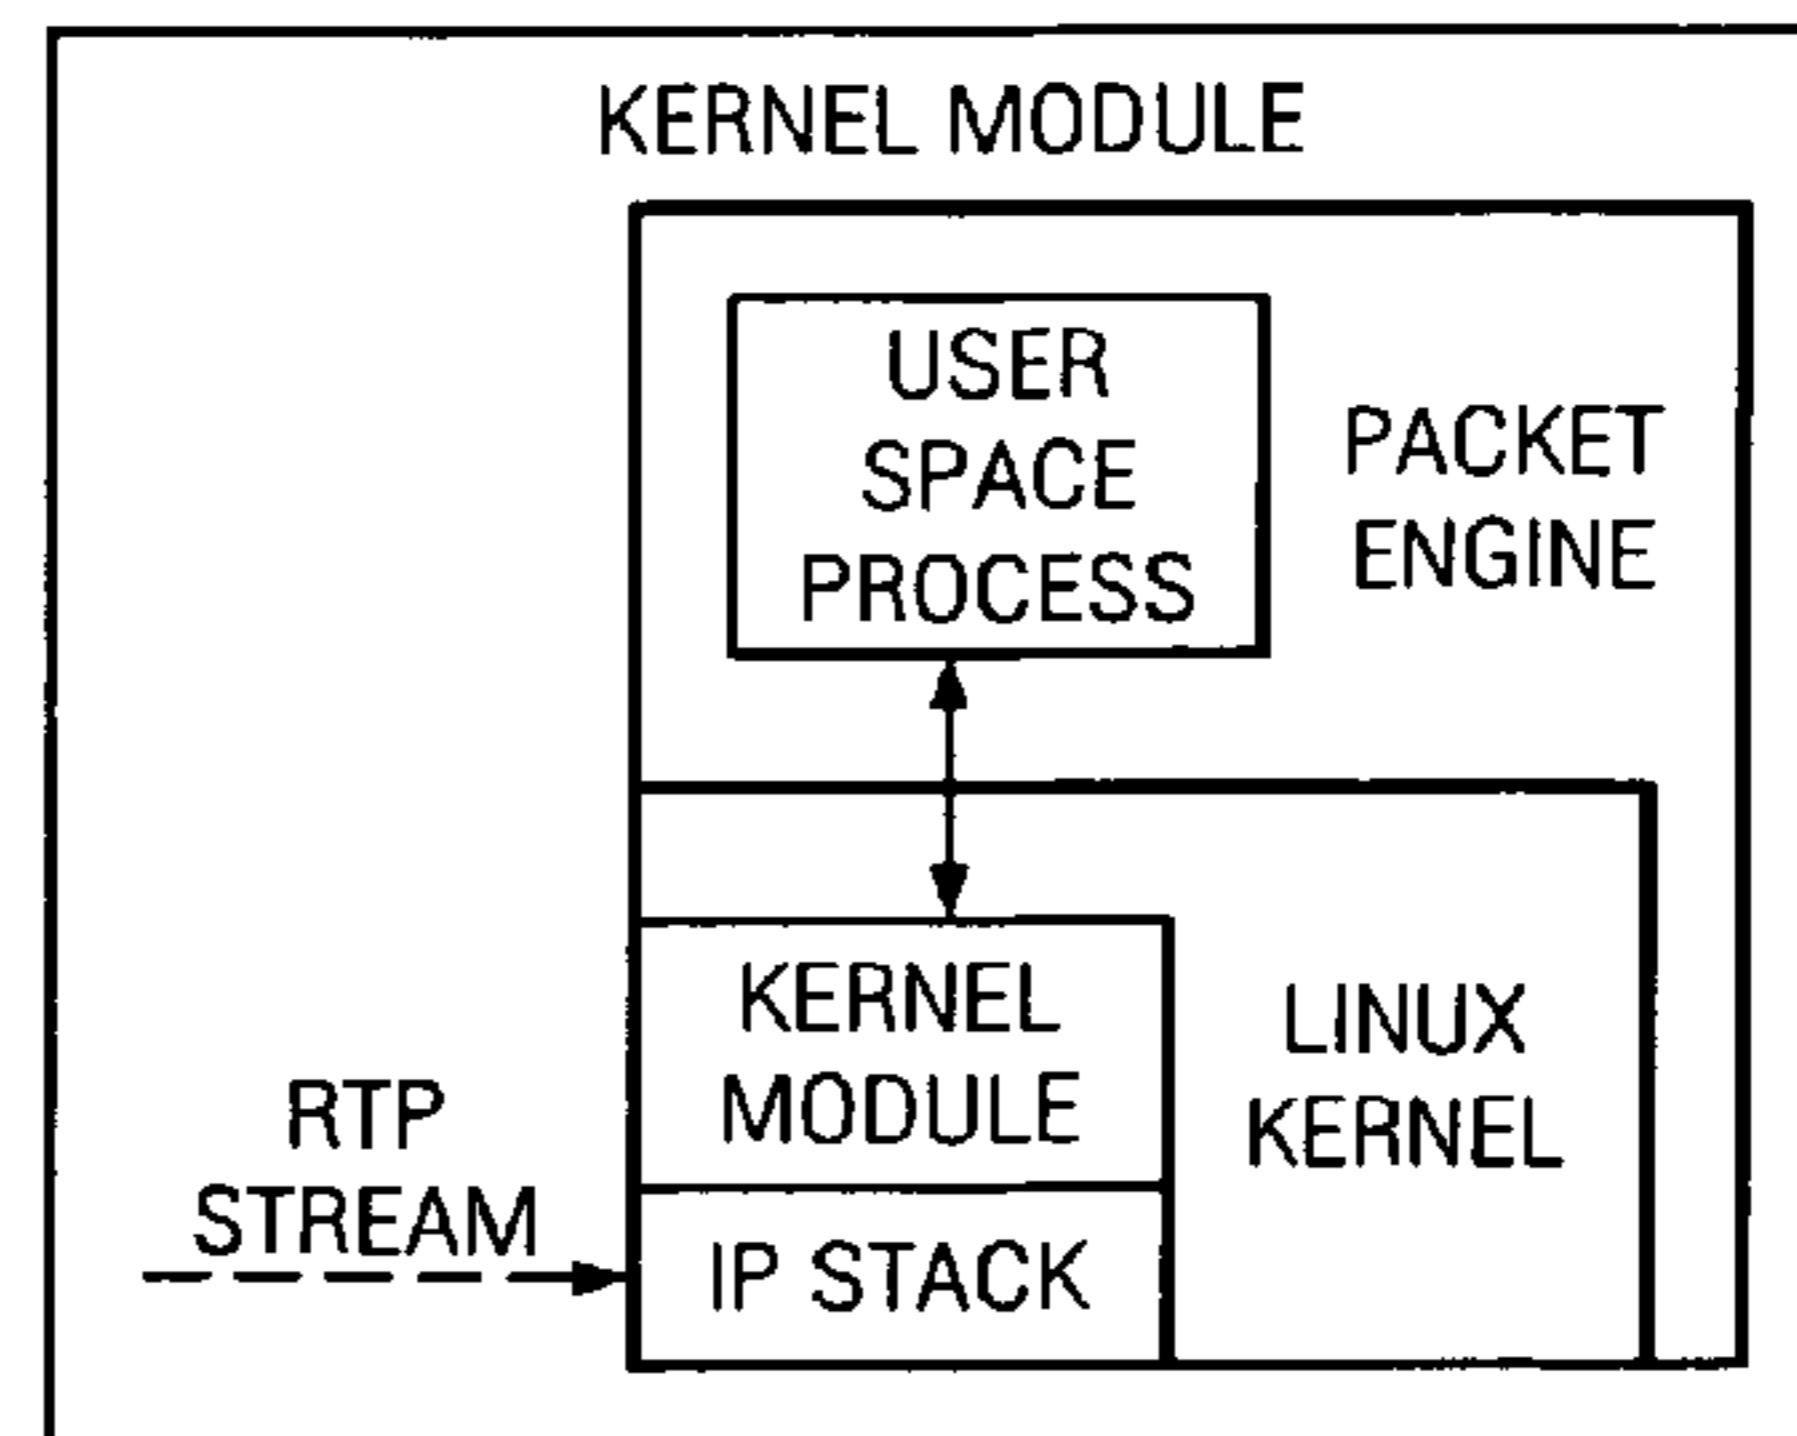 KERNEL MODULE
USER
SPACE
PROCESS
PACKET
ENGINE
KERNEL
MODULE
LINUX
KERNEL
RTP
STREAM
IP STACK